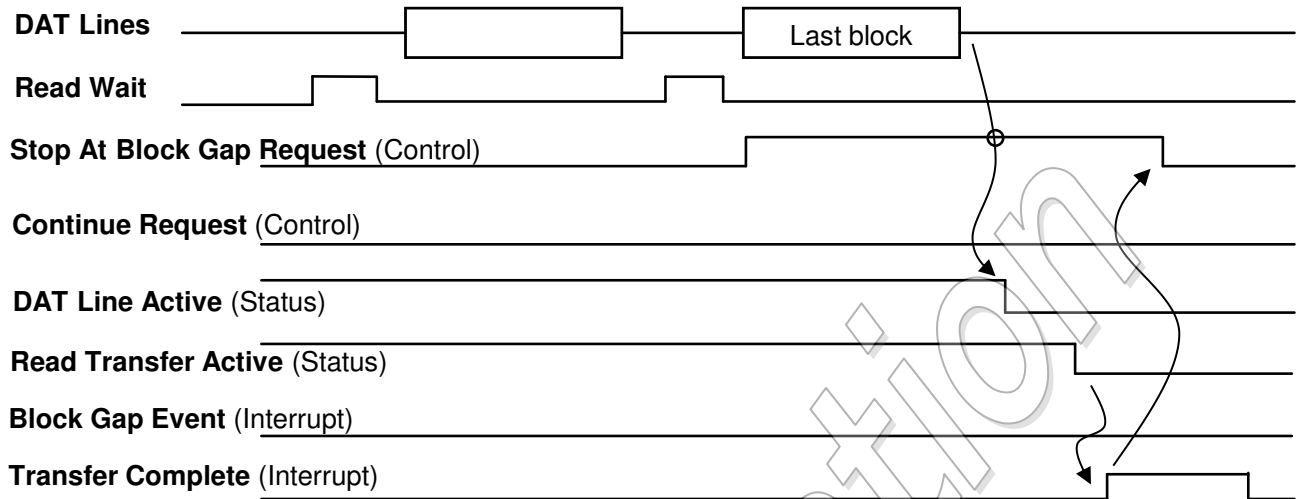 DAT Lines
Last block
Read Wait
Stop At Block Gap Request (Control)
Continue Request (Control)
DAT Line Active (Status)
Read Transfer Active (Status)
Block Gap Event (Interrupt)
Transfer Complete (Interrupt)